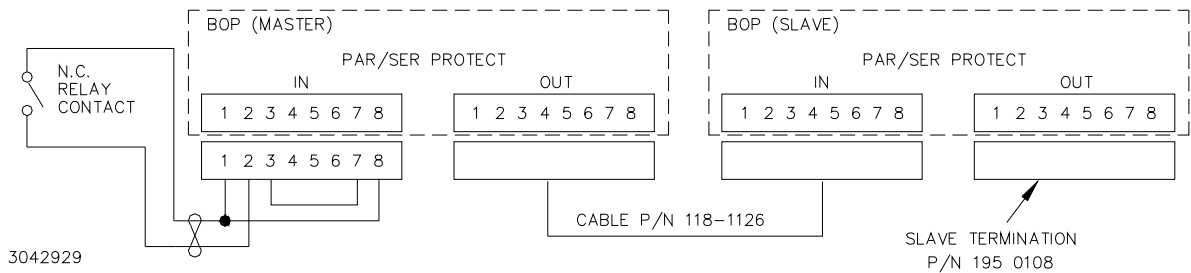 BOP (MASTER)
BOP (SLAVE)
PAR/SER PROTECT
PAR/SER PROTECT
N.C.
RELAY
CONTACT
IN
OUT
IN
OUT
1 2 3 4 5 6 7 8
1 2 3 4 5 6 7 8
1 2 3 4 5 6 7 8
1 2 3 4 5 6 7 8
1 2 3 4 5 6 7 8
CABLE P/N 118-1126
SLAVE TERMINATION
P/N 195 0108
3042929